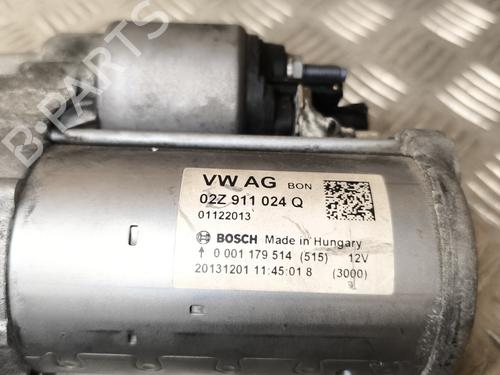 B-PARTS
VW AG BON
02Z 911 024 Q
01122013
BOSCH Made in Hungary
↑ 0 001 179 514 (515) 12V
20131201 11:45:01 8 (3000)